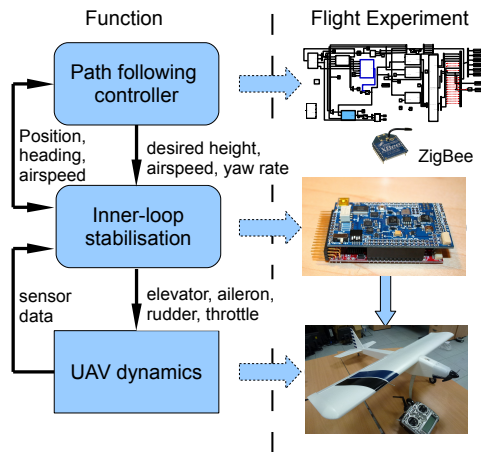 Function
Flight Experiment
Path following
controller
Position,
heading,
airspeed
desired height,
airspeed, yaw rate
ZigBee
Inner-loop
stabilisation
sensor
data
elevator, aileron,
rudder, throttle
UAV dynamics